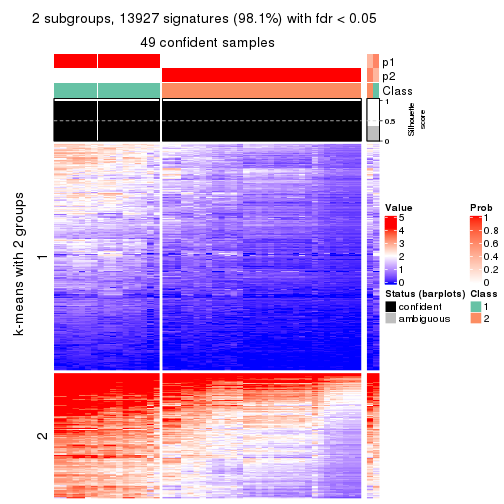 2 subgroups, 13927 signatures (98.1%) with fdr < 0.05
49 confident samples
p1
p2
Class
1
0.5
0
Silhouette
score
k-means with 2 groups
1
2
Value
5
4
3
2
1
0
Prob
1
0.8
0.6
0.4
0.2
0
Status (barplots)
confident
ambiguous
Class
1
2